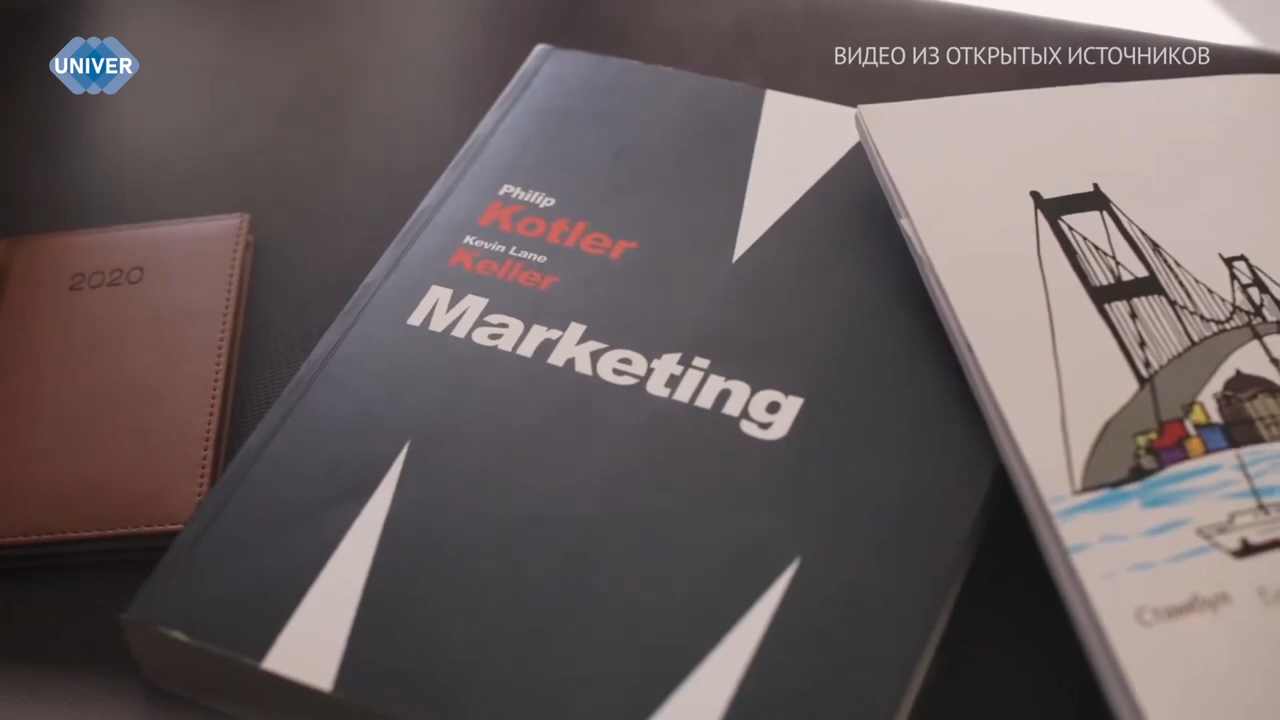 UNIVER
ВИДЕО ИЗ ОТКРЫТЫХ ИСТОЧНИКОВ
2020
Philip
Kotler
Kevin Lane
Keller
Marketing
Стамбул